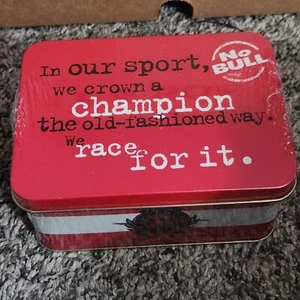 In our sport,
No
BULL
we crown a
champion
the old-fashioned way.
We
race
for it.